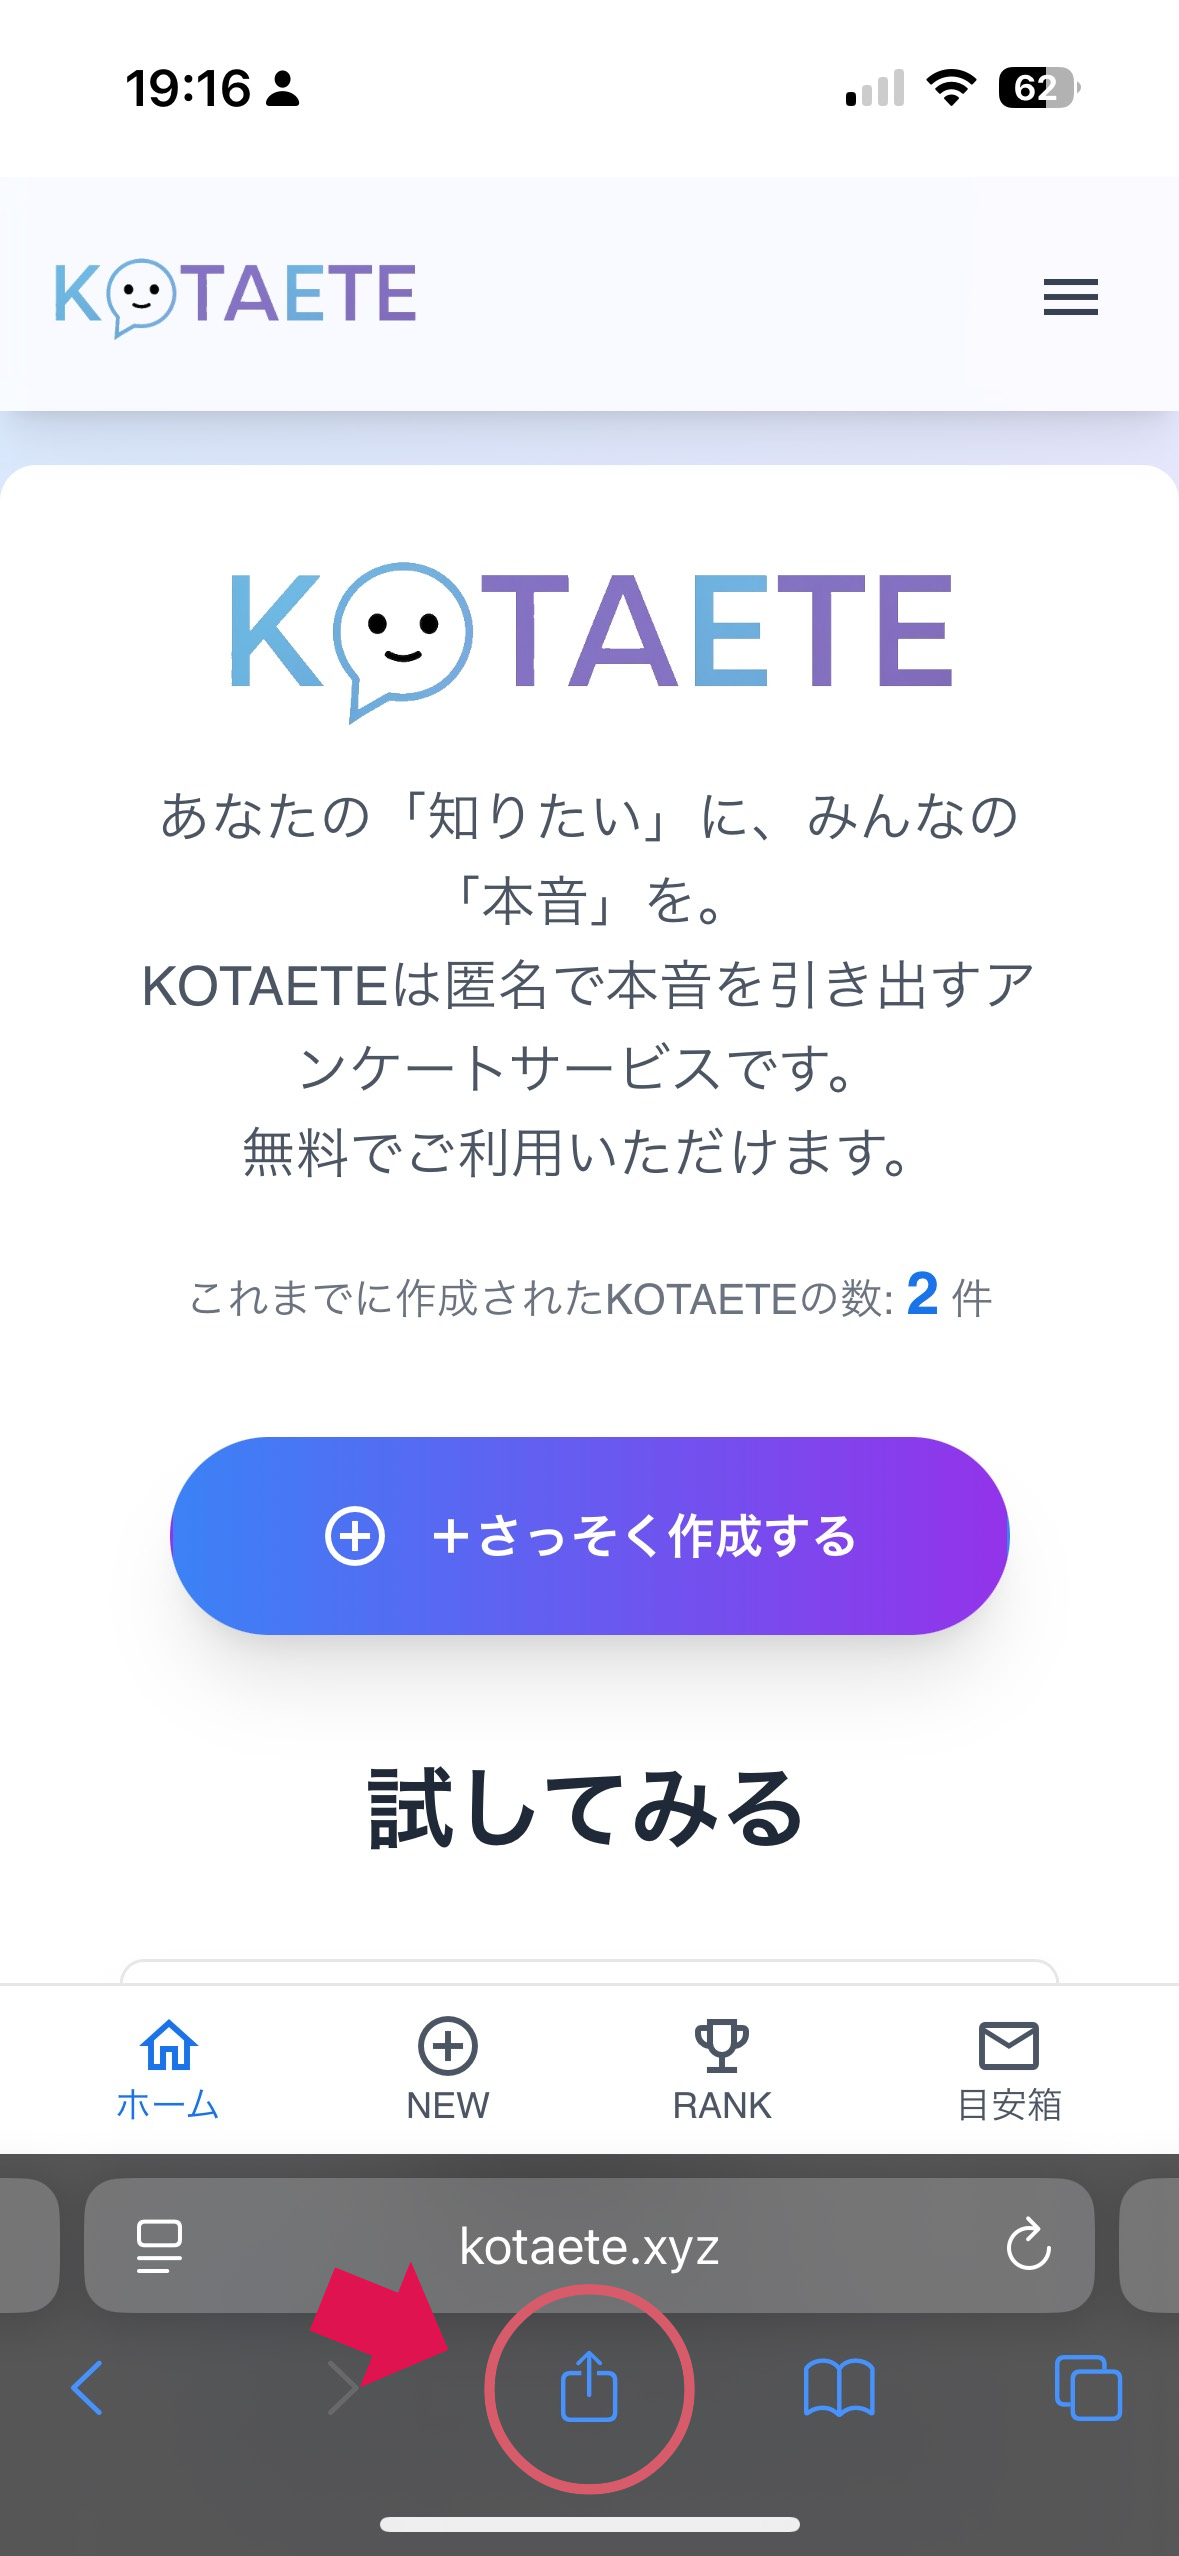 19:16
62
KOTAETE
KOTAETE
あなたの「知りたい」に、みんなの
「本音」を。
KOTAETEは匿名で本音を引き出すア
ンケートサービスです。
無料でご利用いただけます。
これまでに作成されたKOTAETEの数: 2 件
＋さっそく作成する
試してみる
ホーム
NEW
RANK
目安箱
kotaete.xyz